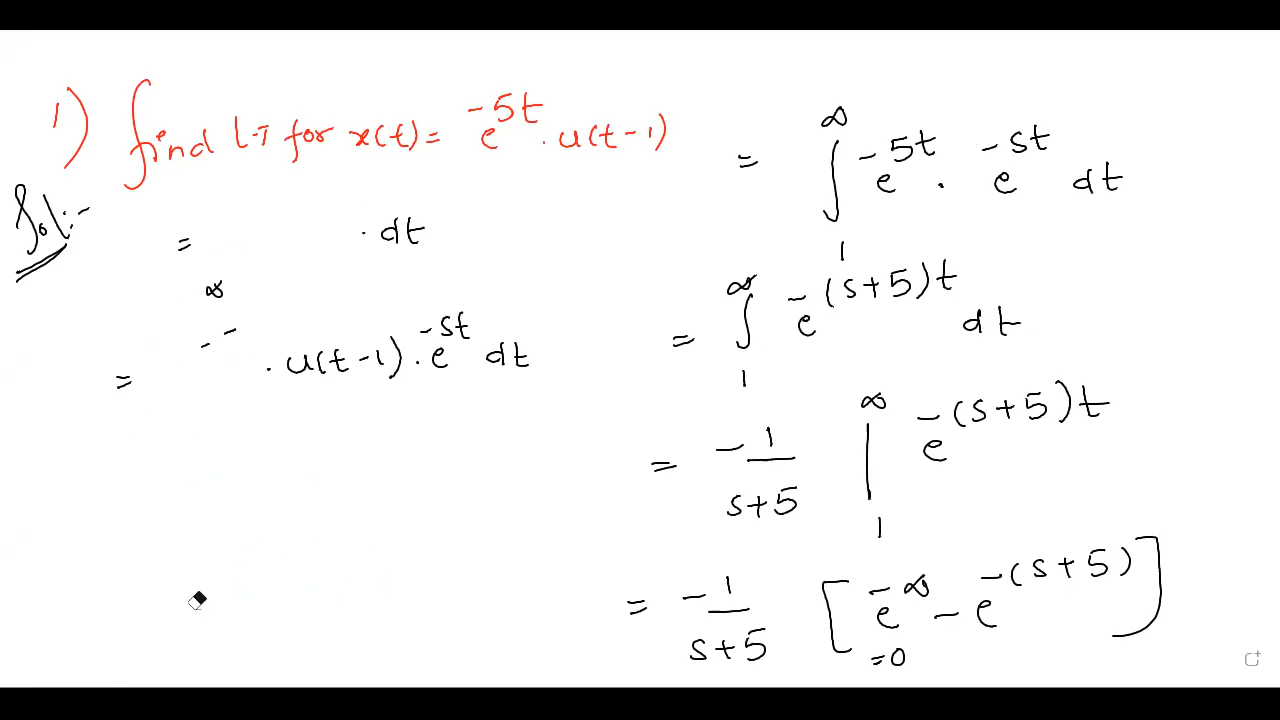 1) find L.T for x(t) = e^{-5t} . u(t-1)
Sol:-
= . dt
= ∞ - - . u(t-1) . e^{-st} dt
= ∫_1^∞ e^{-5t} . e^{-st} dt
= ∫_1^∞ e^{-(s+5)t} dt
= -1/(s+5) |_1^∞ e^{-(s+5)t}
= -1/(s+5) [e^{-∞} - e^{-(s+5)}]
=0